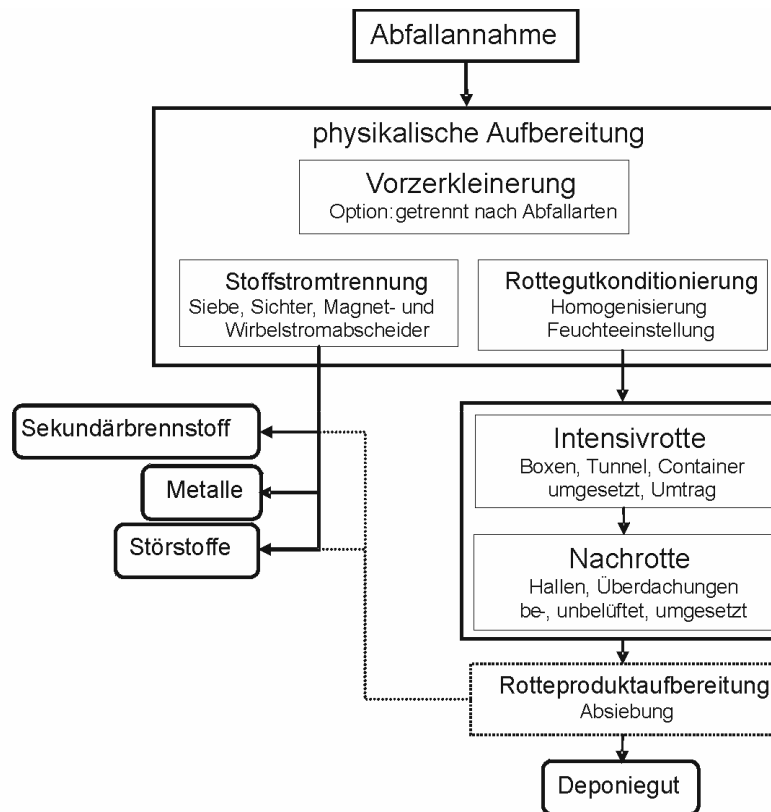 Abfallannahme
physikalische Aufbereitung
Vorzerkleinerung
Option: getrennt nach Abfallarten
Stoffstromtrennung
Siebe, Sichter, Magnet- und
Wirbelstromabscheider
Rottegutkonditionierung
Homogenisierung
Feuchteeinstellung
Sekundärbrennstoff
Metalle
Störstoffe
Intensivrotte
Boxen, Tunnel, Container
umgesetzt, Umtrag
Nachrotte
Hallen, Überdachungen
be-, unbelüftet, umgesetzt
Rotteproduktaufbereitung
Absiebung
Deponiegut